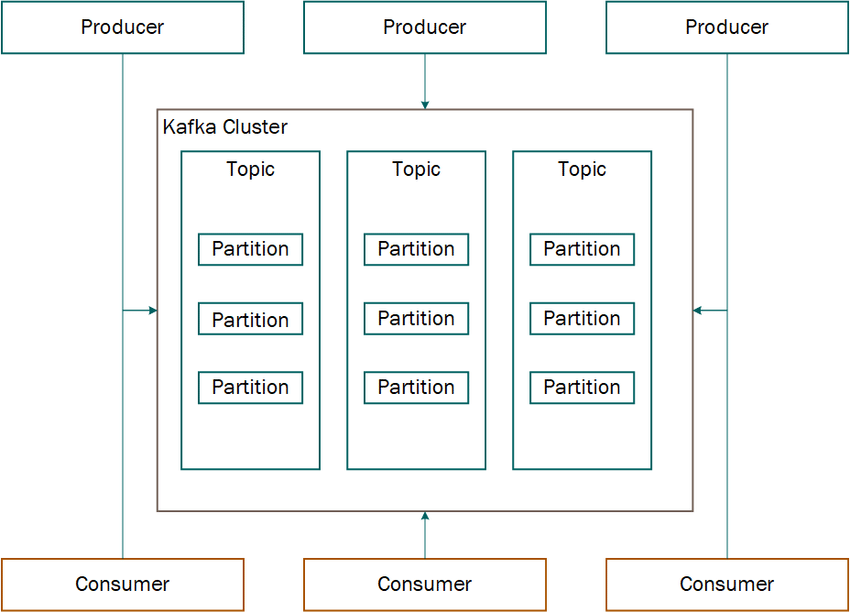 Producer
Producer
Producer
Kafka Cluster
Topic
Topic
Topic
Partition
Partition
Partition
Partition
Partition
Partition
Partition
Partition
Partition
Consumer
Consumer
Consumer